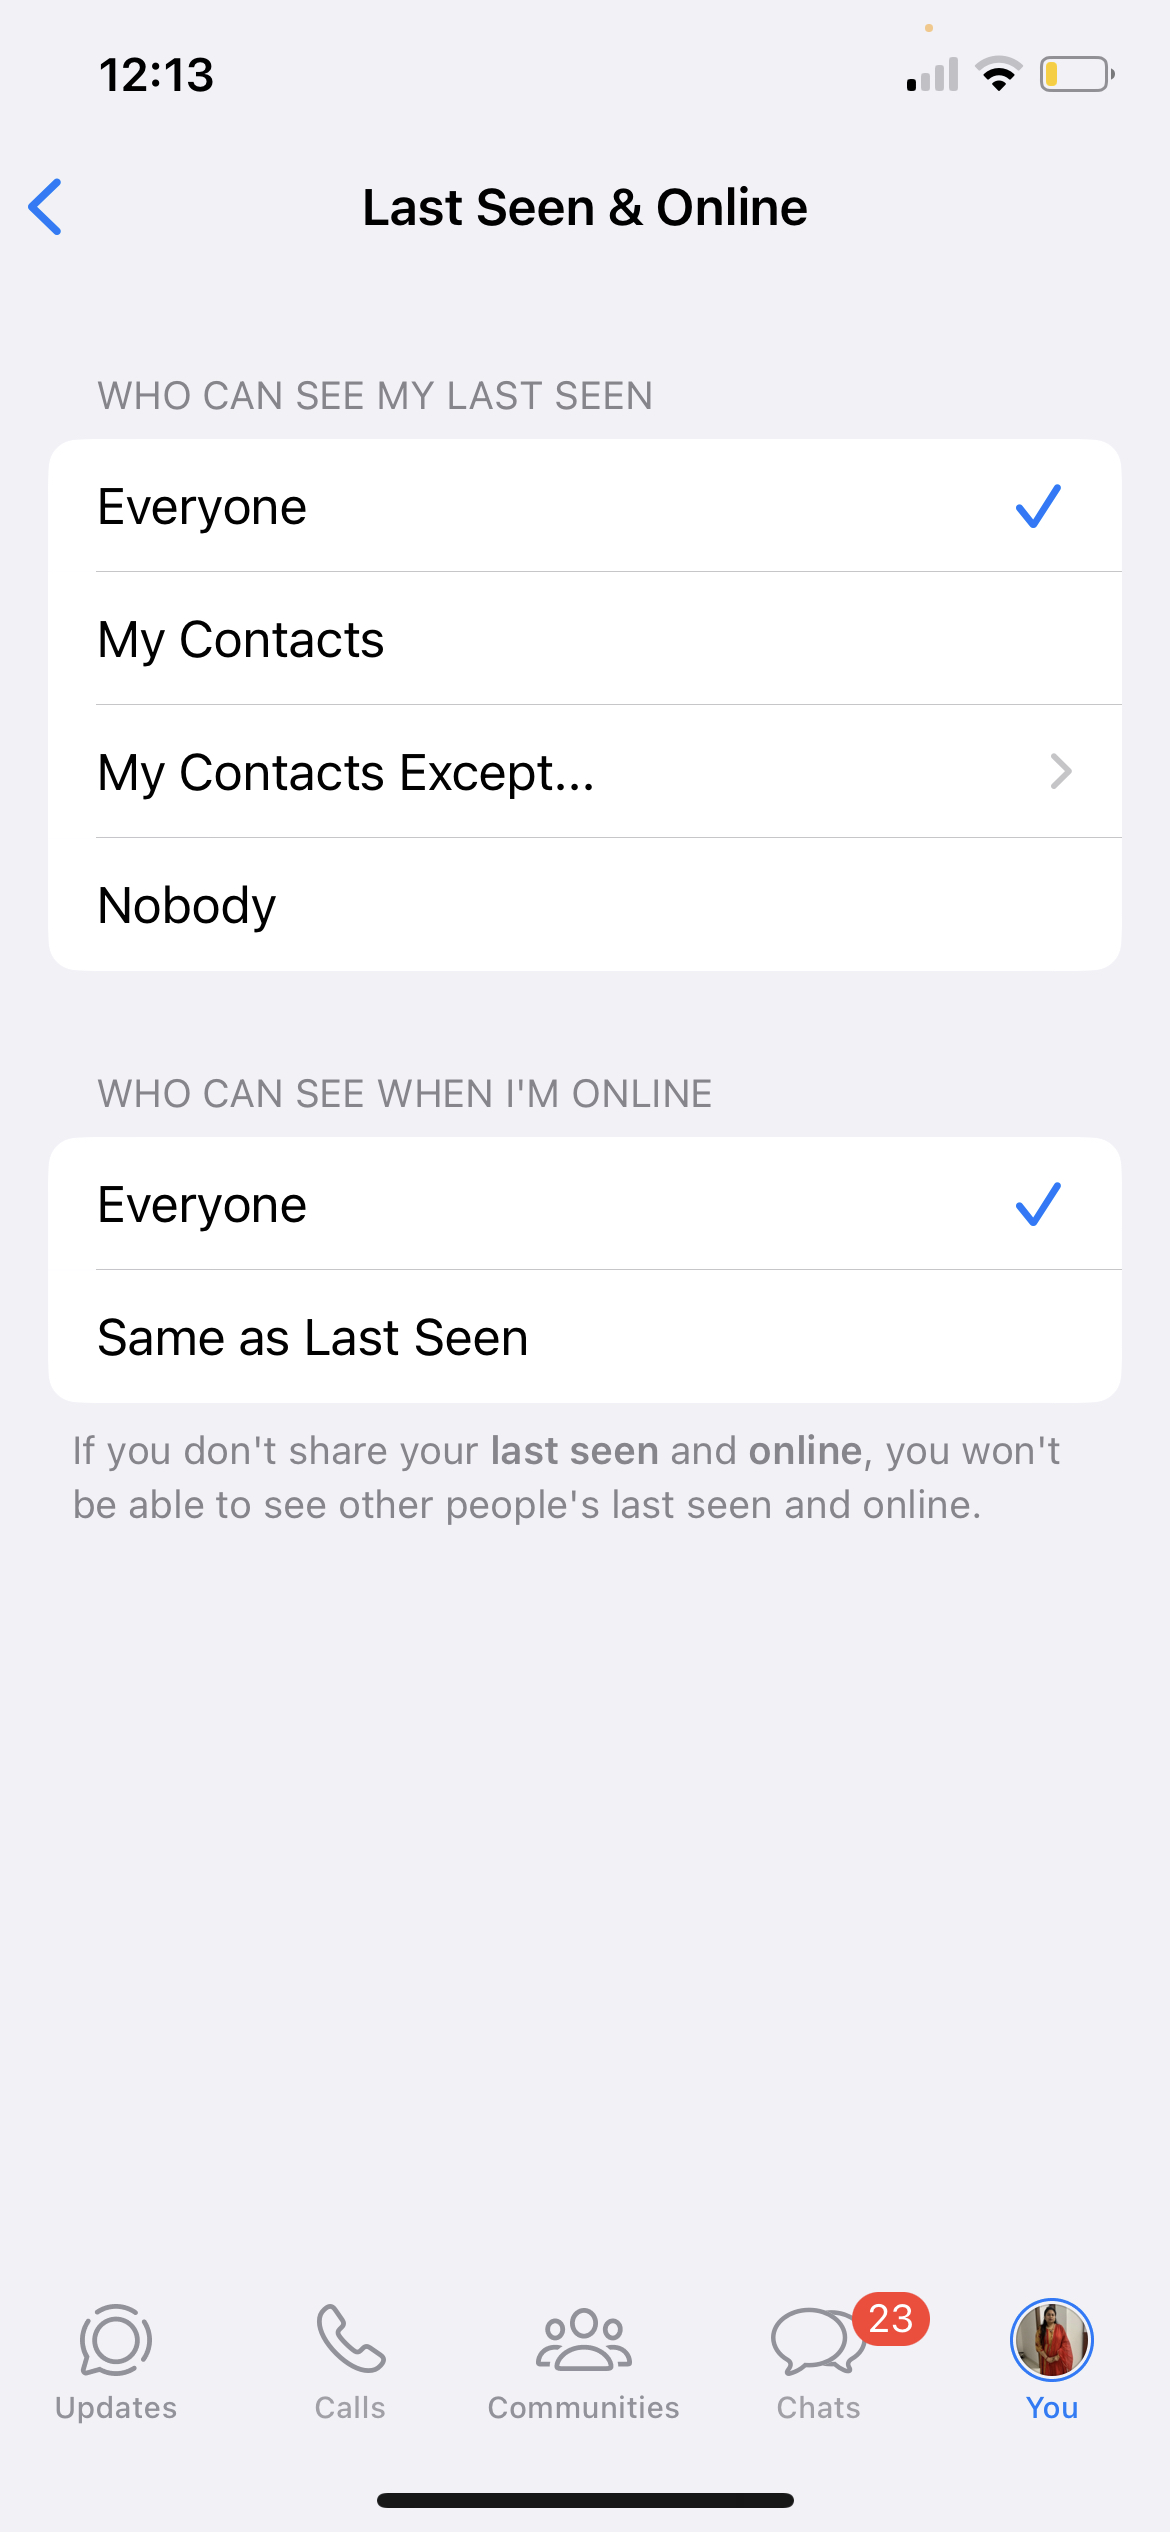 12:13
Last Seen & Online
WHO CAN SEE MY LAST SEEN
Everyone
My Contacts
My Contacts Except...
Nobody
WHO CAN SEE WHEN I'M ONLINE
Everyone
Same as Last Seen
If you don't share your last seen and online, you won't
be able to see other people's last seen and online.
23
Updates
Calls
Communities
Chats
You